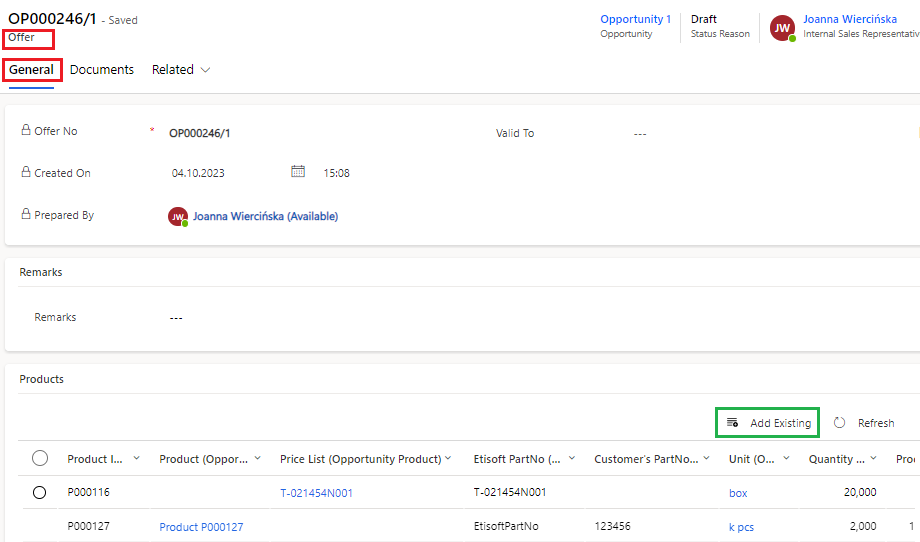 OP000246/1 - Saved
Offer
Opportunity 1
Opportunity
Draft
Status Reason
JW
Joanna Wiercińska
Internal Sales Representativ
General Documents Related
Offer No * OP000246/1 Valid To ---
Created On 04.10.2023 15:08
Prepared By JW Joanna Wiercińska (Available)
Remarks
Remarks ---
Products
Add Existing Refresh
Product I... Product (Oppor... Price List (Opportunity Product) Etisoft PartNo (... Customer's PartNo... Unit (O... Quantity ... Pro
P000116 T-021454N001 T-021454N001 box 20,000
P000127 Product P000127 EtisoftPartNo 123456 k pcs 2,000 1